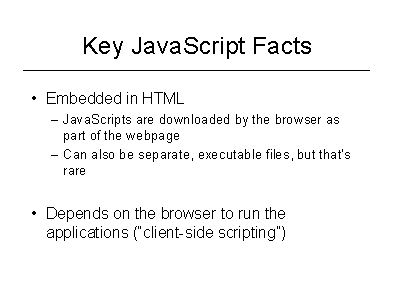 Key JavaScript Facts
• Embedded in HTML
– JavaScripts are downloaded by the browser as
part of the webpage
– Can also be separate, executable files, but that's
rare
• Depends on the browser to run the
applications ("client-side scripting")